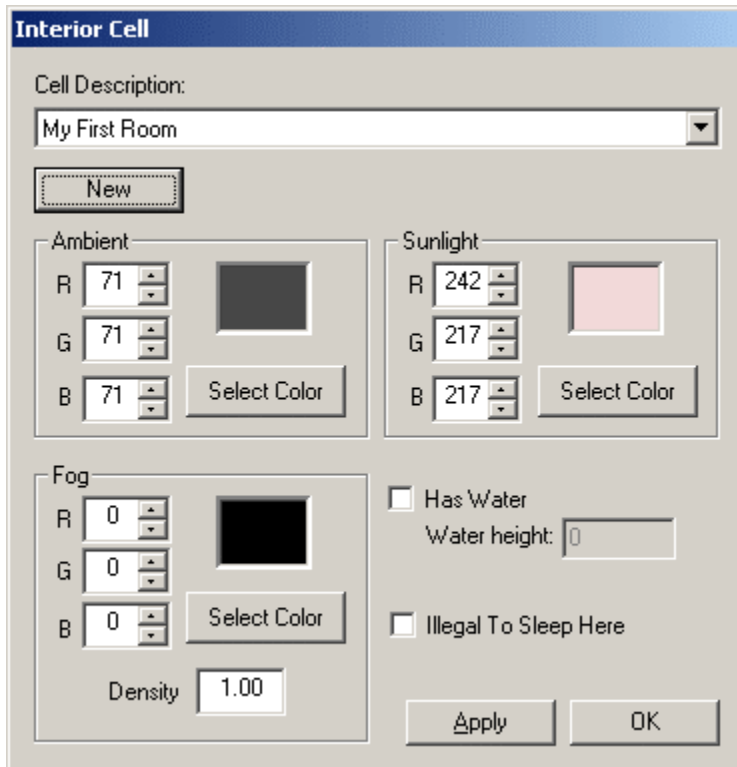 Interior Cell
Cell Description:
My First Room
New
Ambient
R 71
G 71
B 71
Select Color
Sunlight
R 242
G 217
B 217
Select Color
Fog
R 0
G 0
B 0
Select Color
Density 1.00
Has Water
Water height: 0
Illegal To Sleep Here
Apply
OK